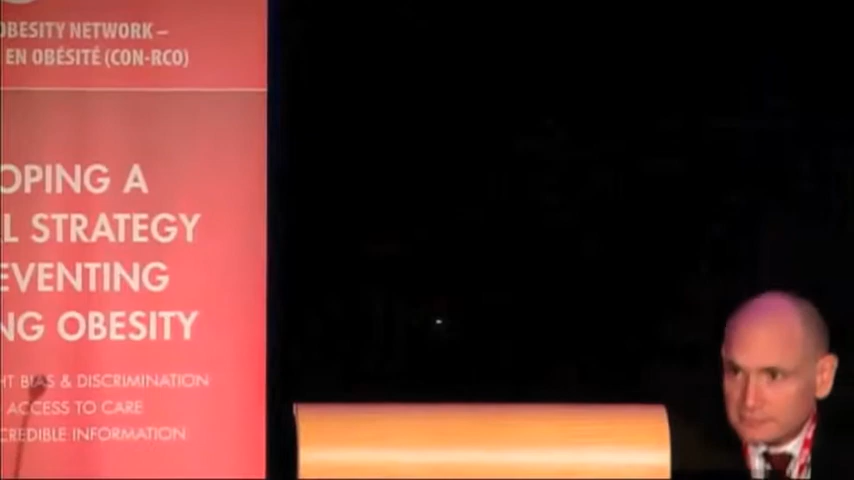 OBESITY NETWORK –
EN OBÉSITÉ (CON-RCO)
OPING A
L STRATEGY
EVENTING
NG OBESITY
HT BIAS & DISCRIMINATION
ACCESS TO CARE
CREDIBLE INFORMATION